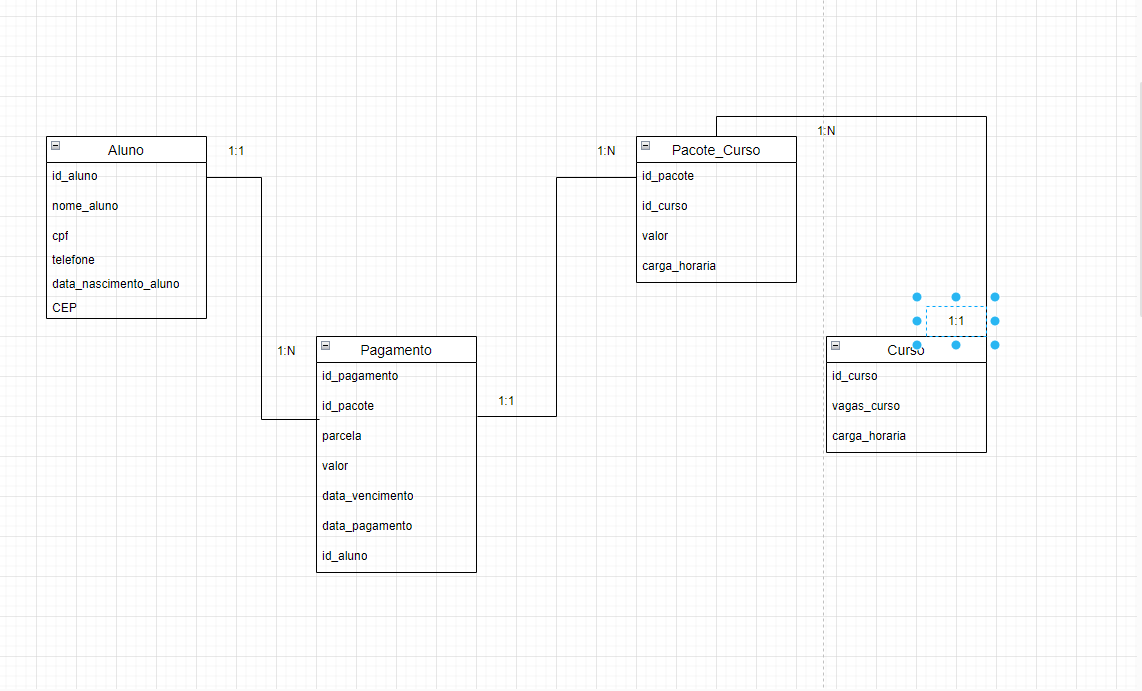 Aluno
1:1
id_aluno
nome_aluno
cpf
telefone
data_nascimento_aluno
CEP
1:N
Pagamento
id_pagamento
id_pacote
parcela
valor
data_vencimento
data_pagamento
id_aluno
1:1
1:N
Pacote_Curso
id_pacote
id_curso
valor
carga_horaria
1:N
1:1
Curso
id_curso
vagas_curso
carga_horaria